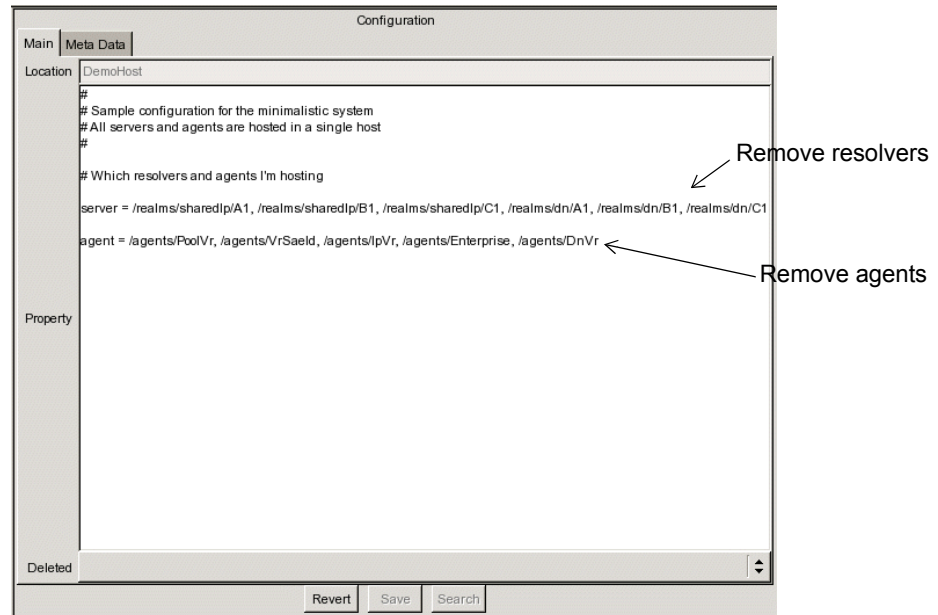 Configuration
Main Meta Data
Location DemoHost
#
# Sample configuration for the minimalistic system
# All servers and agents are hosted in a single host
#
Remove resolvers
# Which resolvers and agents I'm hosting
server = /realms/sharedIp/A1, /realms/sharedIp/B1, /realms/sharedIp/C1, /realms/dn/A1, /realms/dn/B1, /realms/dn/C1
agent = /agents/PoolVr, /agents/VrSaeId, /agents/IpVr, /agents/Enterprise, /agents/DnVr
Remove agents
Property
Deleted
Revert Save Search